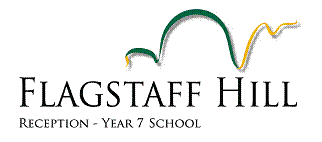 FLAGSTAFF HILL
RECEPTION - YEAR 7 SCHOOL